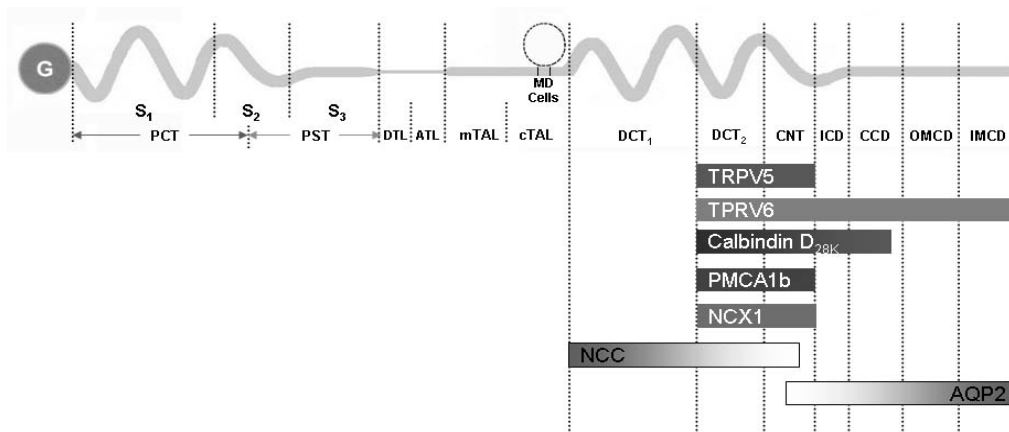 G
MD
Cells
S₁ S₂ S₃
PCT PST DTL ATL mTAL cTAL DCT₁ DCT₂ CNT ICD CCD OMCD IMCD
TRPV5
TPRV6
Calbindin D₂₈ₖ
PMCA1b
NCX1
NCC
AQP2